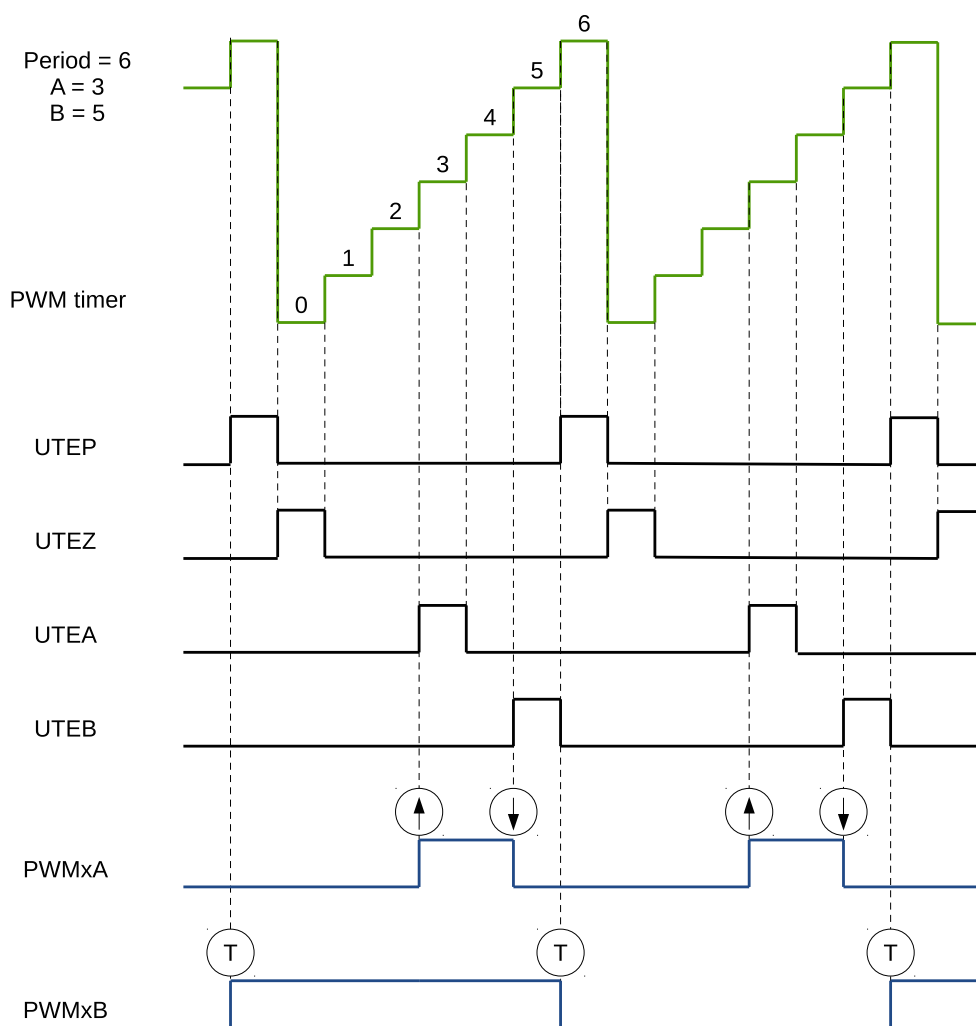 6
Period = 6
A = 3
B = 5
5
4
3
2
1
0
PWM timer
UTEP
UTEZ
UTEA
UTEB
PWMxA
T T T
PWMxB